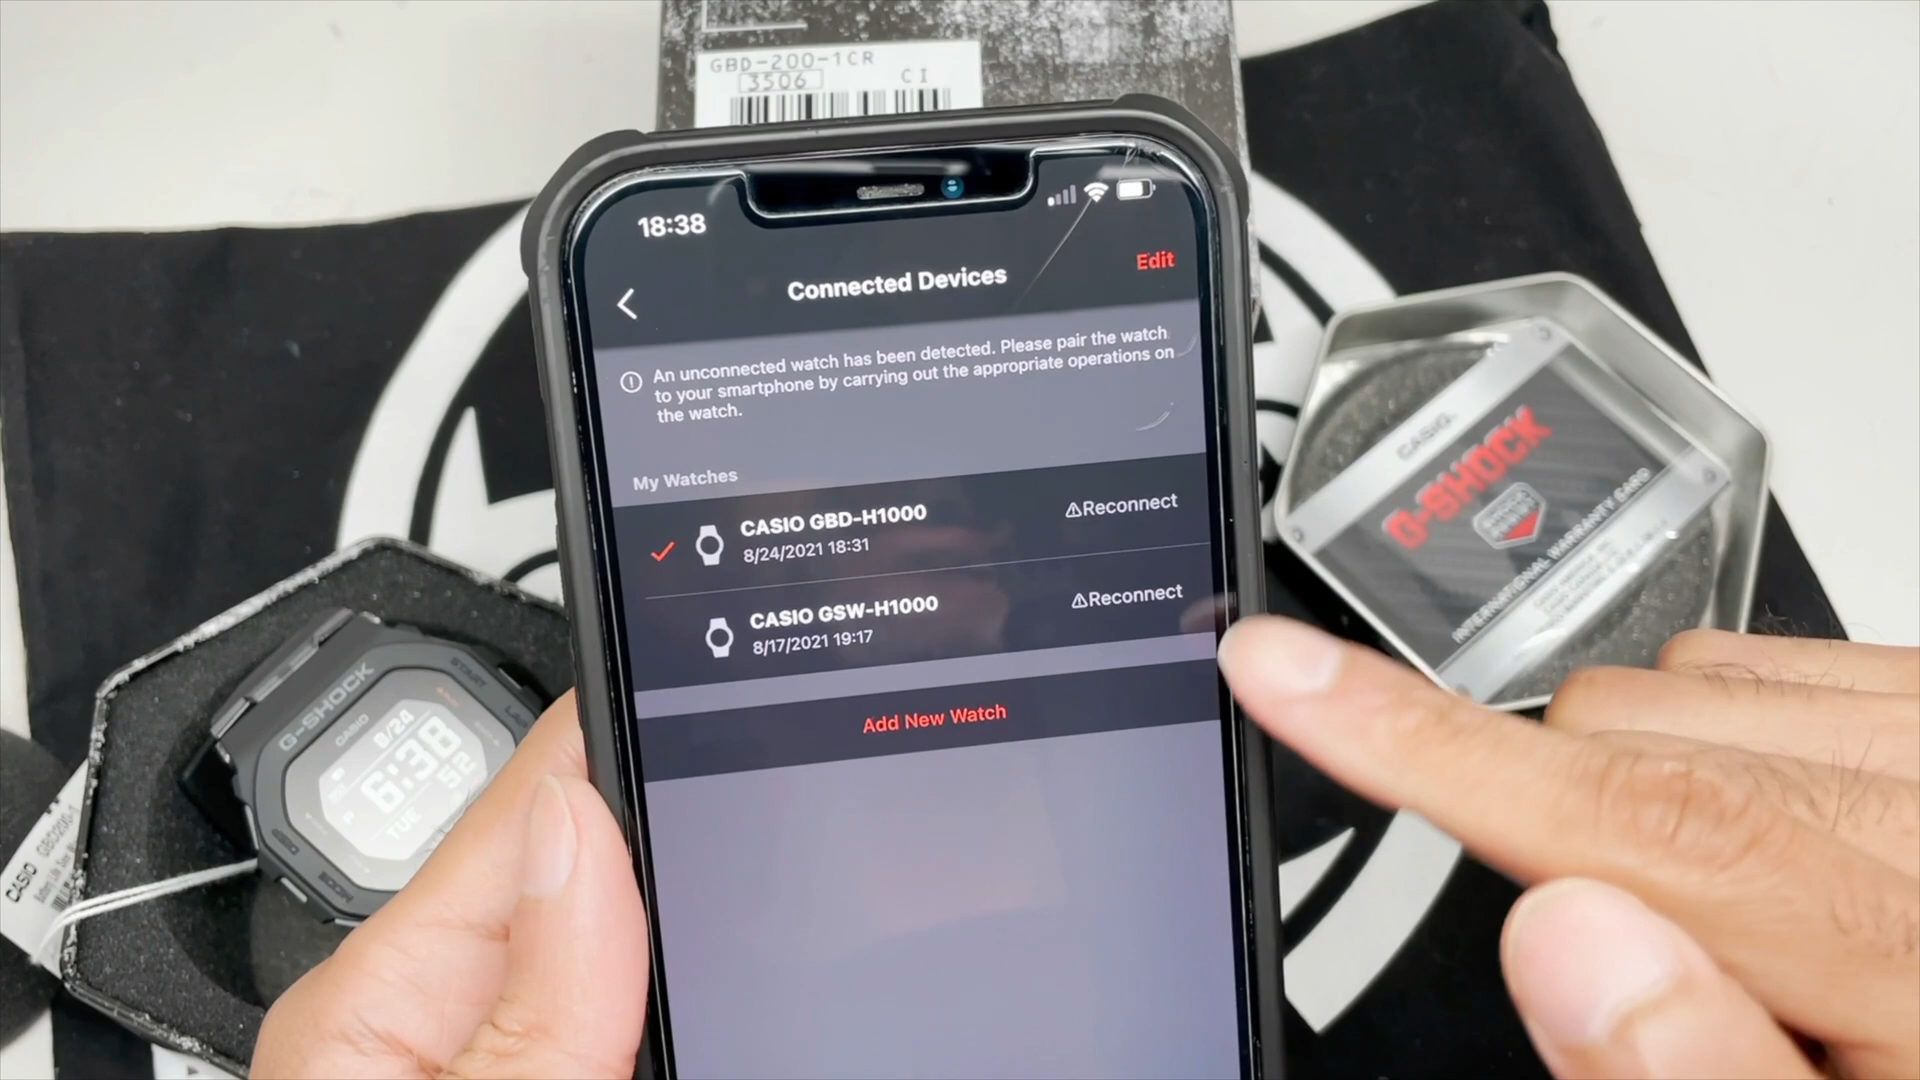 GBD-200-1CR
3506 CI
18:38
Connected Devices
Edit
An unconnected watch has been detected. Please pair the watch
to your smartphone by carrying out the appropriate operations on
the watch.
My Watches
CASIO GBD-H1000
Reconnect
8/24/2021 18:31
CASIO GSW-H1000
Reconnect
8/17/2021 19:17
Add New Watch
CASIO
G-SHOCK
INTERNATIONAL WARRANTY CARD
G-SHOCK
START
CASIO
8/24
6:38
52
P
TUE
CASIO GBD200-1